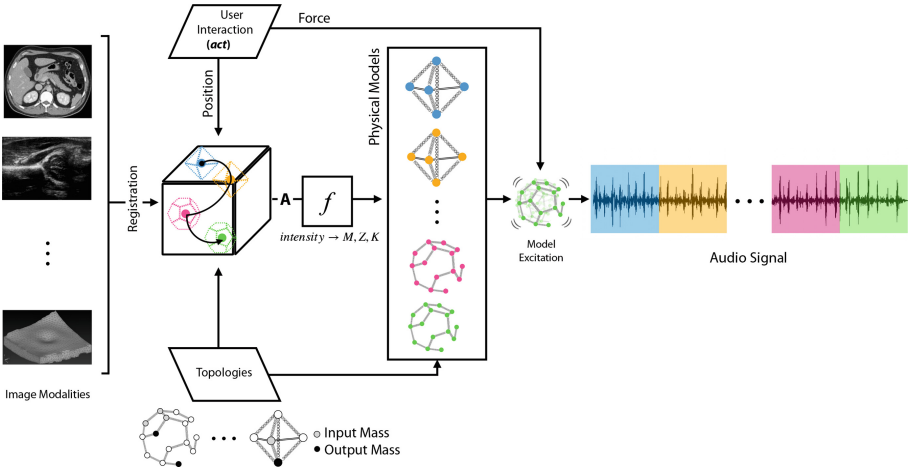 User
Interaction
(act)
Force
Position
Physical Models
Registration
A
f
intensity → M, Z, K
Model
Excitation
Audio Signal
Topologies
Image Modalities
Input Mass
Output Mass